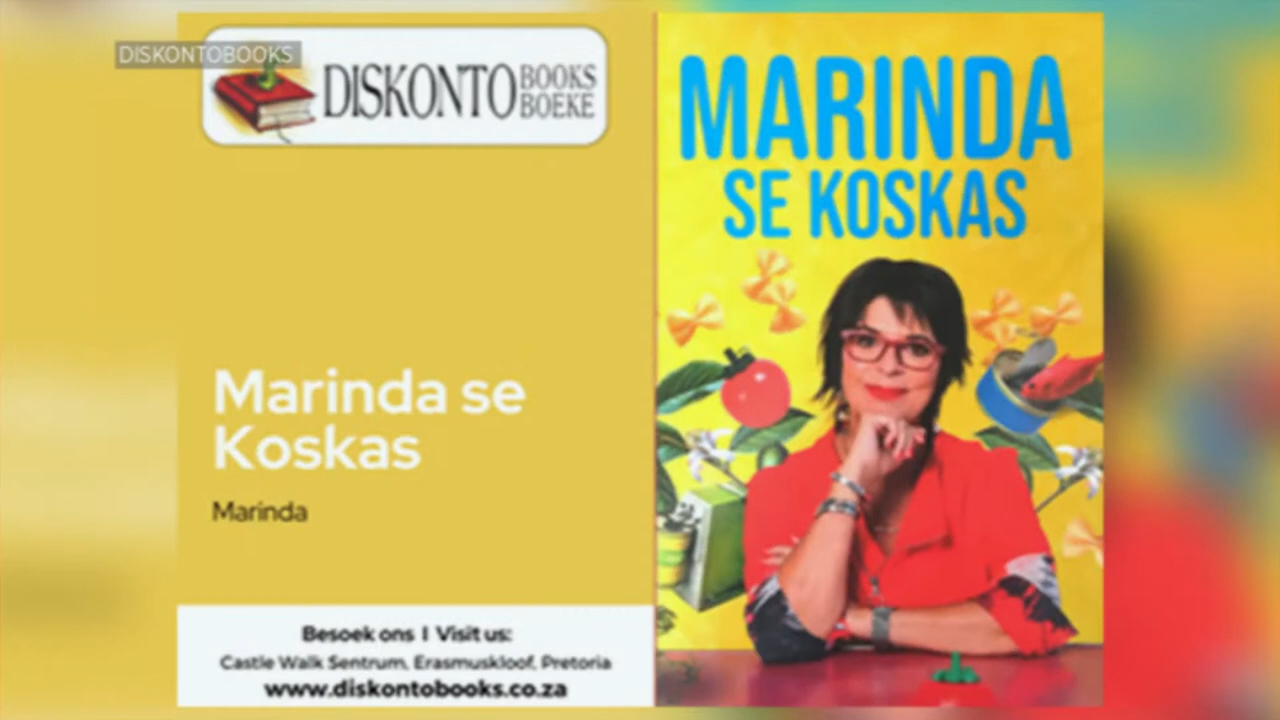 DISKONTOBOOKS
DISKONTO BOOKS
BOEKE
MARINDA
SE KOSKAS
Marinda se
Koskas
Marinda
Besoek ons | Visit us:
Castle Walk Sentrum, Erasmuskloof, Pretoria
www.diskontobooks.co.za